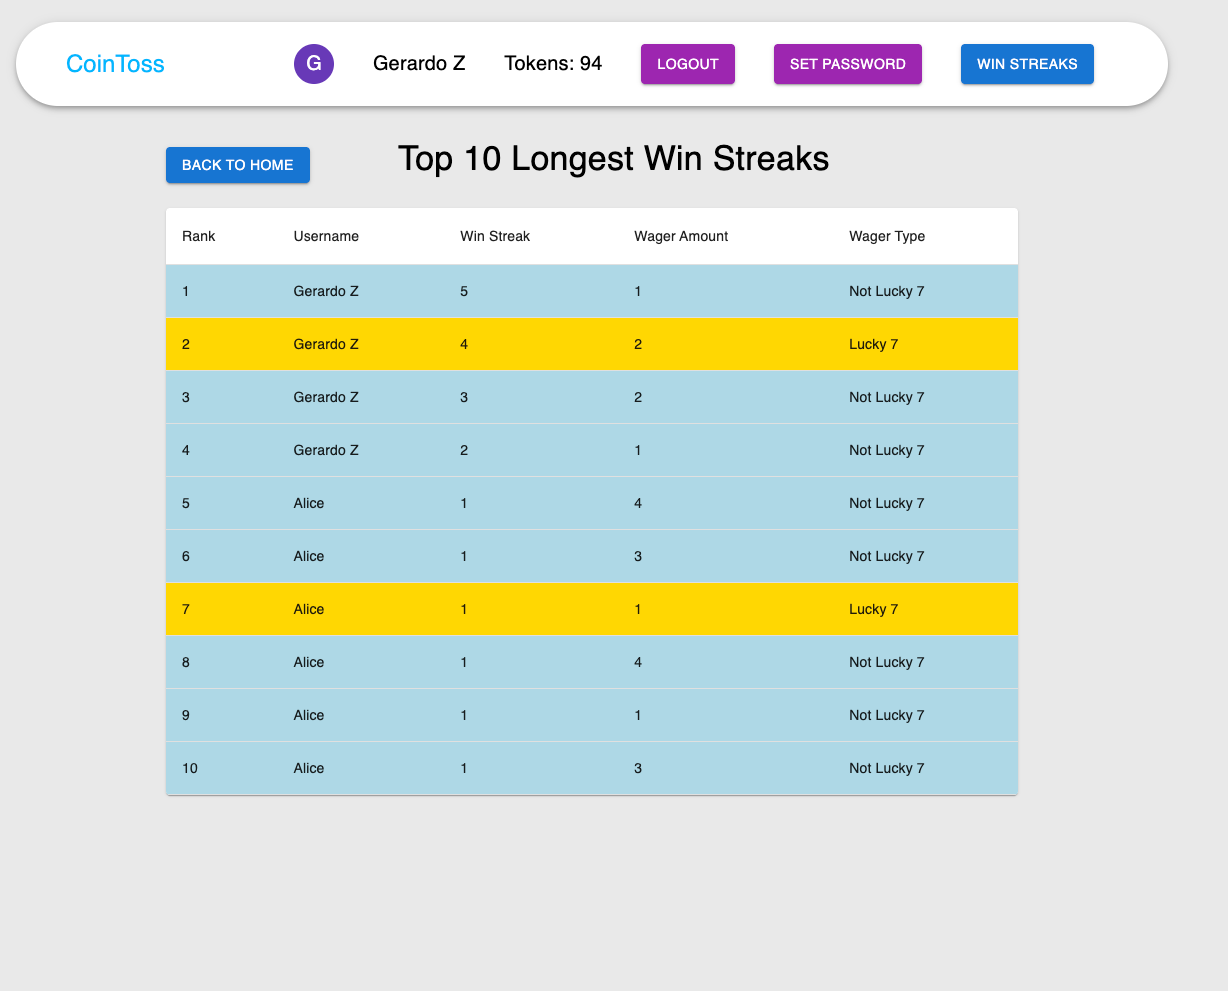 CoinToss G Gerardo Z Tokens: 94 LOGOUT SET PASSWORD WIN STREAKS
BACK TO HOME Top 10 Longest Win Streaks
Rank Username Win Streak Wager Amount Wager Type
1 Gerardo Z 5 1 Not Lucky 7
2 Gerardo Z 4 2 Lucky 7
3 Gerardo Z 3 2 Not Lucky 7
4 Gerardo Z 2 1 Not Lucky 7
5 Alice 1 4 Not Lucky 7
6 Alice 1 3 Not Lucky 7
7 Alice 1 1 Lucky 7
8 Alice 1 4 Not Lucky 7
9 Alice 1 1 Not Lucky 7
10 Alice 1 3 Not Lucky 7